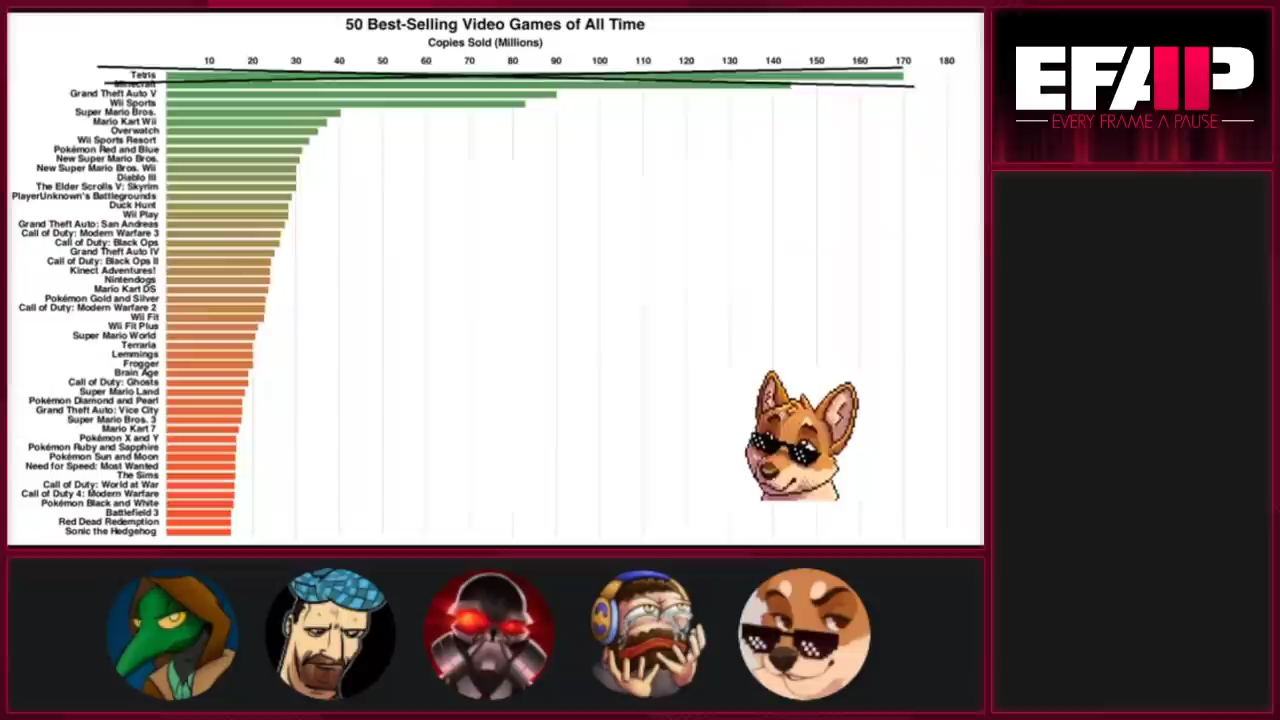 50 Best-Selling Video Games of All Time
Copies Sold (Millions)
10 20 30 40 50 60 70 80 90 100 110 120 130 140 150 160 170 180
Tetris
Minecraft
Grand Theft Auto V
Wii Sports
Super Mario Bros.
Mario Kart Wii
Overwatch
Wii Sports Resort
Pokémon Red and Blue
New Super Mario Bros.
New Super Mario Bros. Wii
Diablo III
The Elder Scrolls V: Skyrim
PlayerUnknown's Battlegrounds
Duck Hunt
Wii Play
Grand Theft Auto: San Andreas
Call of Duty: Modern Warfare 3
Call of Duty: Black Ops
Grand Theft Auto IV
Call of Duty: Black Ops II
Kinect Adventures!
Nintendogs
Mario Kart DS
Pokémon Gold and Silver
Call of Duty: Modern Warfare 2
Wii Fit
Wii Fit Plus
Super Mario World
Terraria
Lemmings
Frogger
Brain Age
Call of Duty: Ghosts
Super Mario Land
Pokémon Diamond and Pearl
Grand Theft Auto: Vice City
Super Mario Bros. 3
Mario Kart 7
Pokémon X and Y
Pokémon Ruby and Sapphire
Pokémon Sun and Moon
Need for Speed: Most Wanted
The Sims
Call of Duty: World at War
Call of Duty 4: Modern Warfare
Pokémon Black and White
Battlefield 3
Red Dead Redemption
Sonic the Hedgehog
EFAP
EVERY FRAME A PAUSE